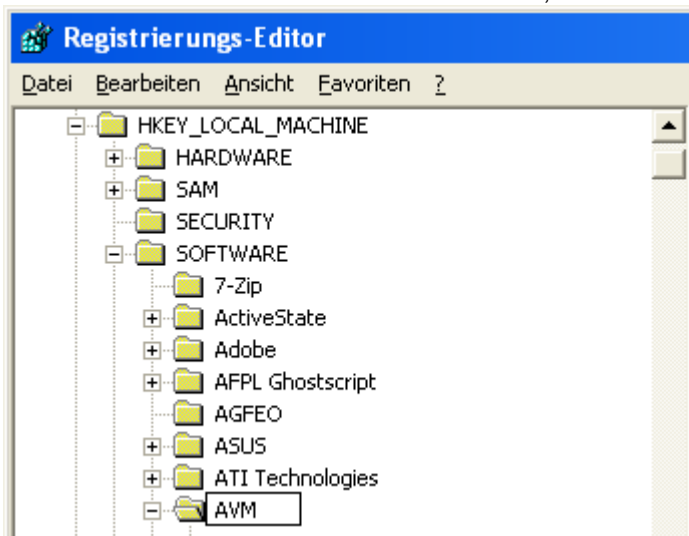 Registrierungs-Editor
Datei Bearbeiten Ansicht Favoriten ?
HKEY_LOCAL_MACHINE
HARDWARE
SAM
SECURITY
SOFTWARE
7-Zip
ActiveState
Adobe
AFPL Ghostscript
AGFEO
ASUS
ATI Technologies
AVM